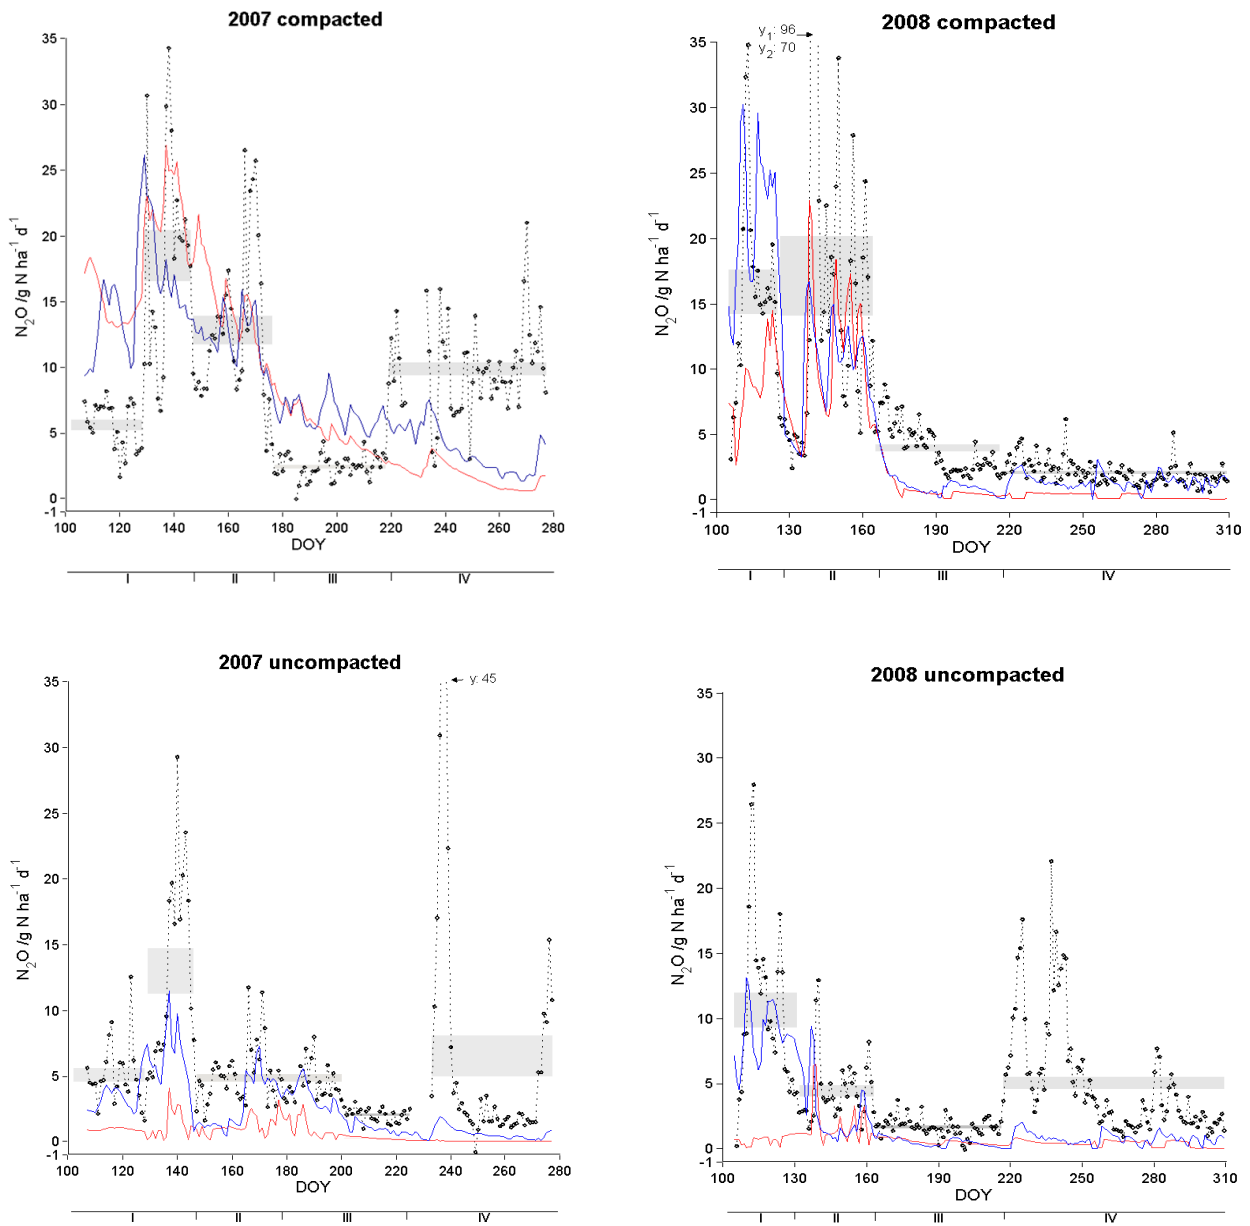 2007 compacted
35
30
25
20
15
10
5
0
-1
N2O /g N ha-1 d-1
100 120 140 160 180 200 220 240 260 280
DOY
I II III IV
2008 compacted
y1: 96
y2: 70
35
30
25
20
15
10
5
0
-1
N2O /g N ha-1 d-1
100 130 160 190 220 250 280 310
DOY
I II III IV
2007 uncompacted
y: 45
35
30
25
20
15
10
5
0
-1
N2O /g N ha-1 d-1
100 120 140 160 180 200 220 240 260 280
DOY
I II III IV
2008 uncompacted
35
30
25
20
15
10
5
0
-1
N2O /g N ha-1 d-1
100 130 160 190 220 250 280 310
DOY
I II III IV